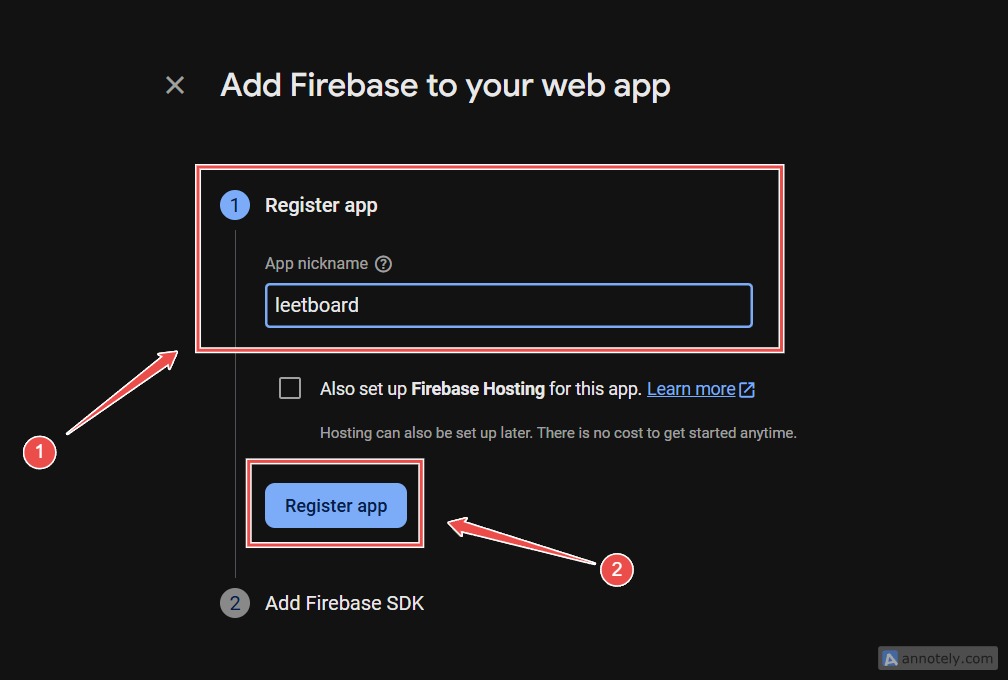 Add Firebase to your web app
1 Register app
App nickname ?
leetboard
Also set up Firebase Hosting for this app. Learn more
Hosting can also be set up later. There is no cost to get started anytime.
1
Register app
2
2 Add Firebase SDK
A annotely.com